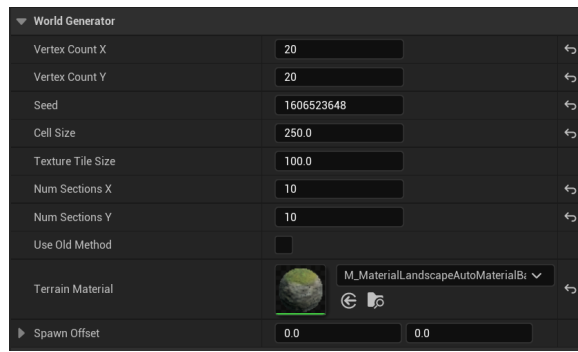 World Generator
Vertex Count X 20
Vertex Count Y 20
Seed 1606523648
Cell Size 250.0
Texture Tile Size 100.0
Num Sections X 10
Num Sections Y 10
Use Old Method
M_MaterialLandscapeAutoMaterialBa
Terrain Material
Spawn Offset 0.0 0.0